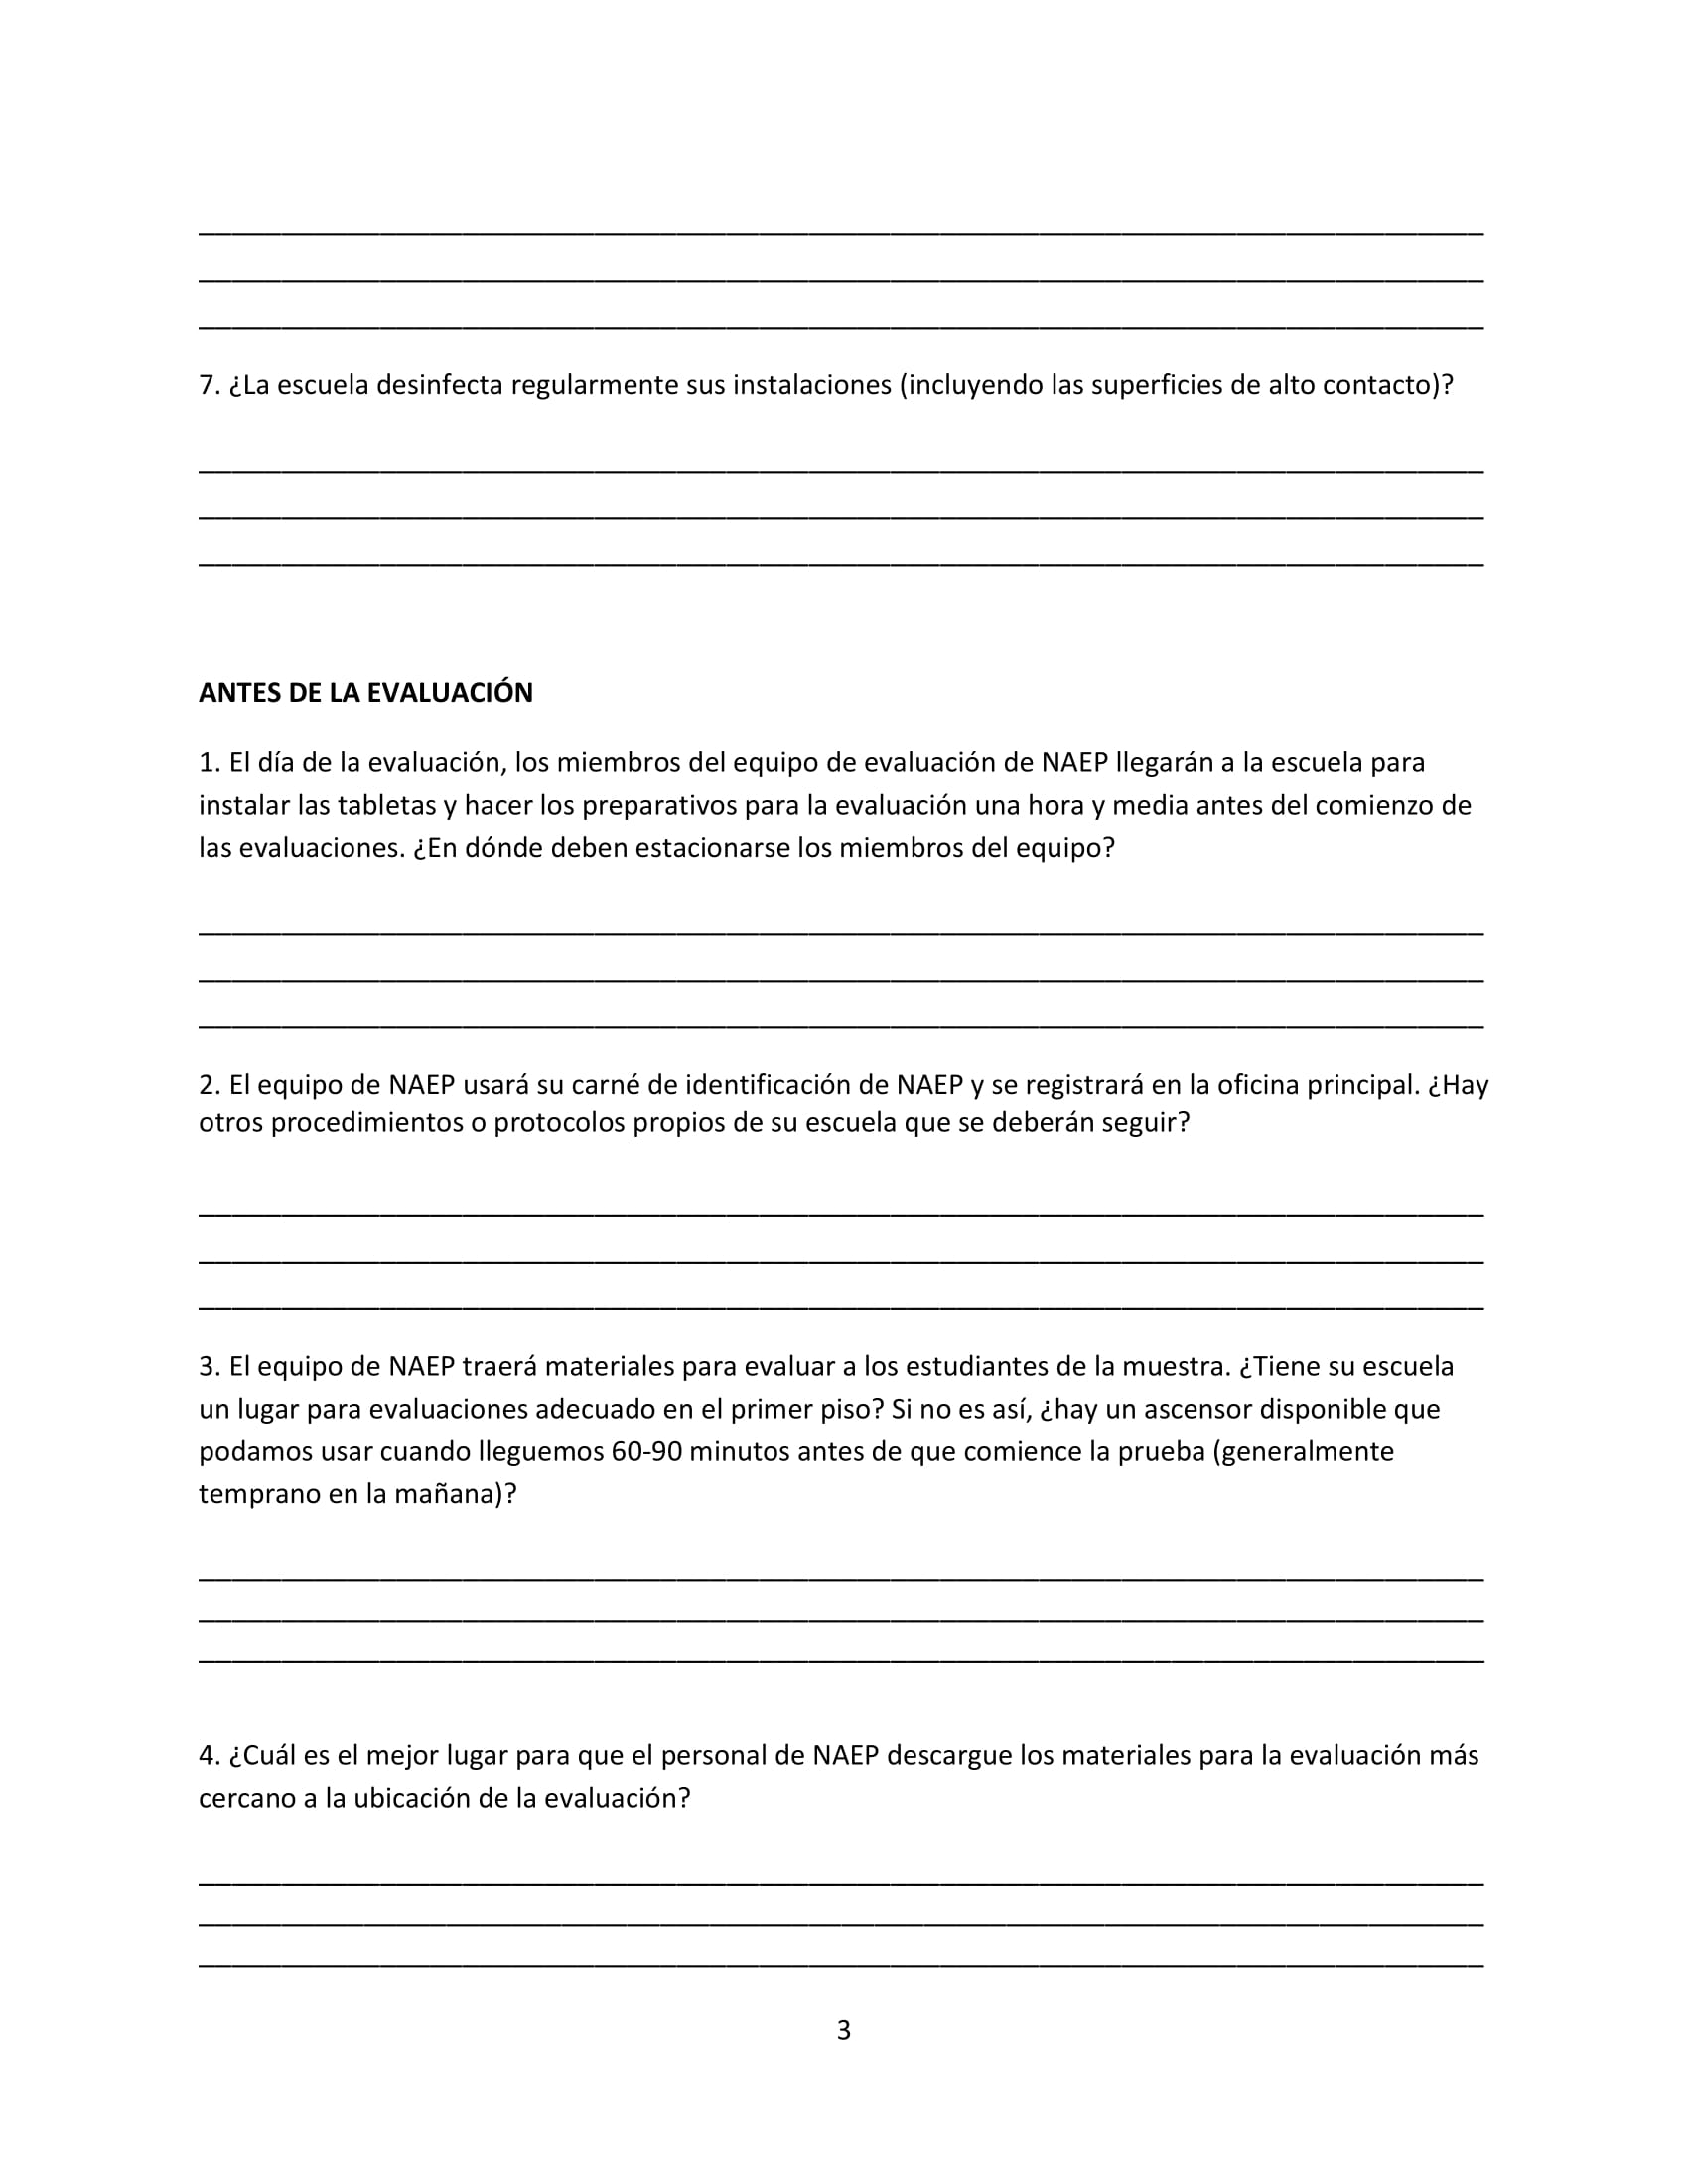 7. ¿La escuela desinfecta regularmente sus instalaciones (incluyendo las superficies de alto contacto)?
ANTES DE LA EVALUACIÓN
1. El día de la evaluación, los miembros del equipo de evaluación de NAEP llegarán a la escuela para
instalar las tabletas y hacer los preparativos para la evaluación una hora y media antes del comienzo de
las evaluaciones. ¿En dónde deben estacionarse los miembros del equipo?
2. El equipo de NAEP usará su carné de identificación de NAEP y se registrará en la oficina principal. ¿Hay
otros procedimientos o protocolos propios de su escuela que se deberán seguir?
3. El equipo de NAEP traerá materiales para evaluar a los estudiantes de la muestra. ¿Tiene su escuela
un lugar para evaluaciones adecuado en el primer piso? Si no es así, ¿hay un ascensor disponible que
podamos usar cuando lleguemos 60-90 minutos antes de que comience la prueba (generalmente
temprano en la mañana)?
4. ¿Cuál es el mejor lugar para que el personal de NAEP descargue los materiales para la evaluación más
cercano a la ubicación de la evaluación?
3